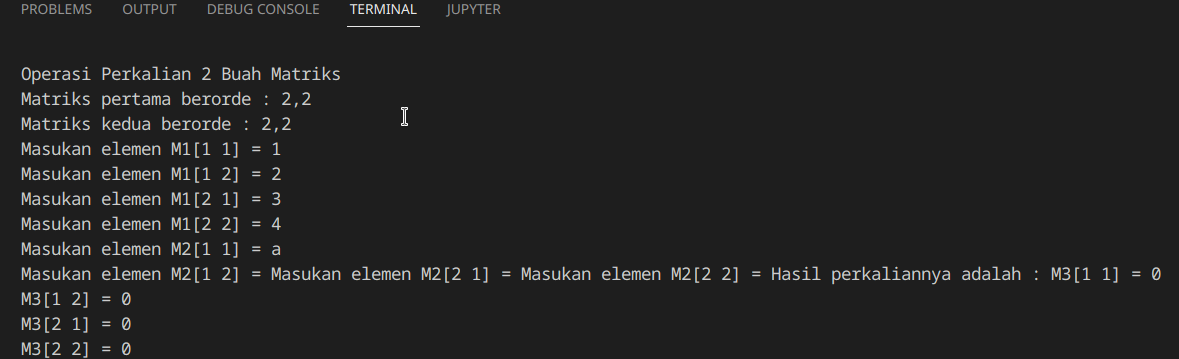 PROBLEMS OUTPUT DEBUG CONSOLE TERMINAL JUPYTER
Operasi Perkalian 2 Buah Matriks
Matriks pertama berorde : 2,2
Matriks kedua berorde : 2,2
Masukan elemen M1[1 1] = 1
Masukan elemen M1[1 2] = 2
Masukan elemen M1[2 1] = 3
Masukan elemen M1[2 2] = 4
Masukan elemen M2[1 1] = a
Masukan elemen M2[1 2] = Masukan elemen M2[2 1] = Masukan elemen M2[2 2] = Hasil perkaliannya adalah : M3[1 1] = 0
M3[1 2] = 0
M3[2 1] = 0
M3[2 2] = 0